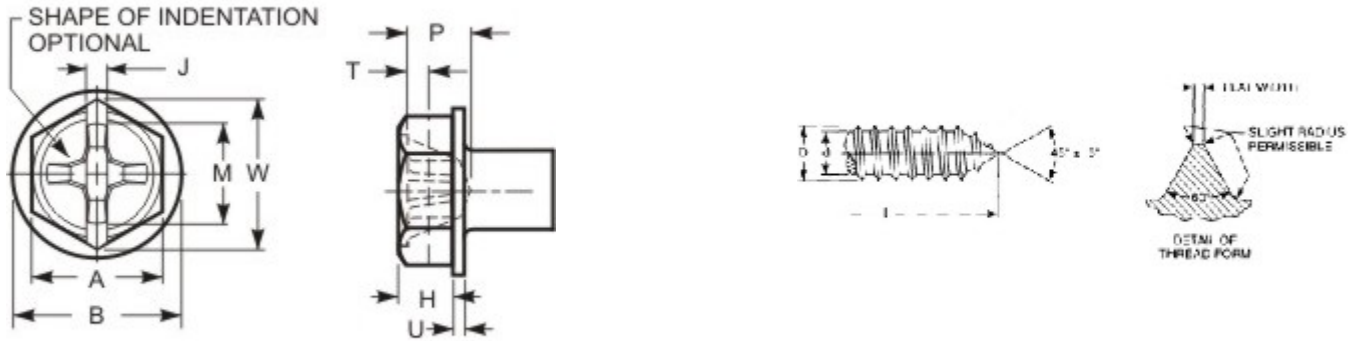 SHAPE OF INDENTATION
OPTIONAL
J
P
T
M
W
A
B
H
U
D
d
L
SLIGHT RADIUS
PERMISSIBLE
DETAIL OF
THREAD FORM